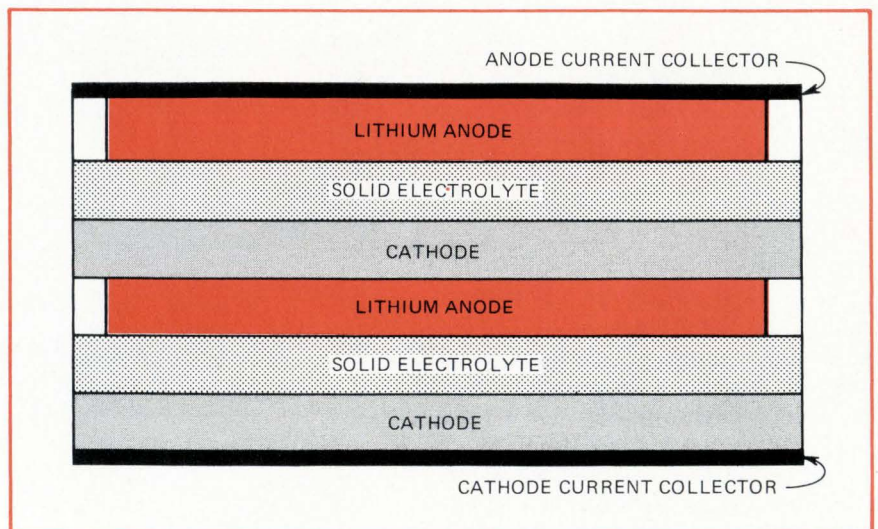 ANODE CURRENT COLLECTOR
LITHIUM ANODE
SOLID ELECTROLYTE
CATHODE
LITHIUM ANODE
SOLID ELECTROLYTE
CATHODE
CATHODE CURRENT COLLECTOR